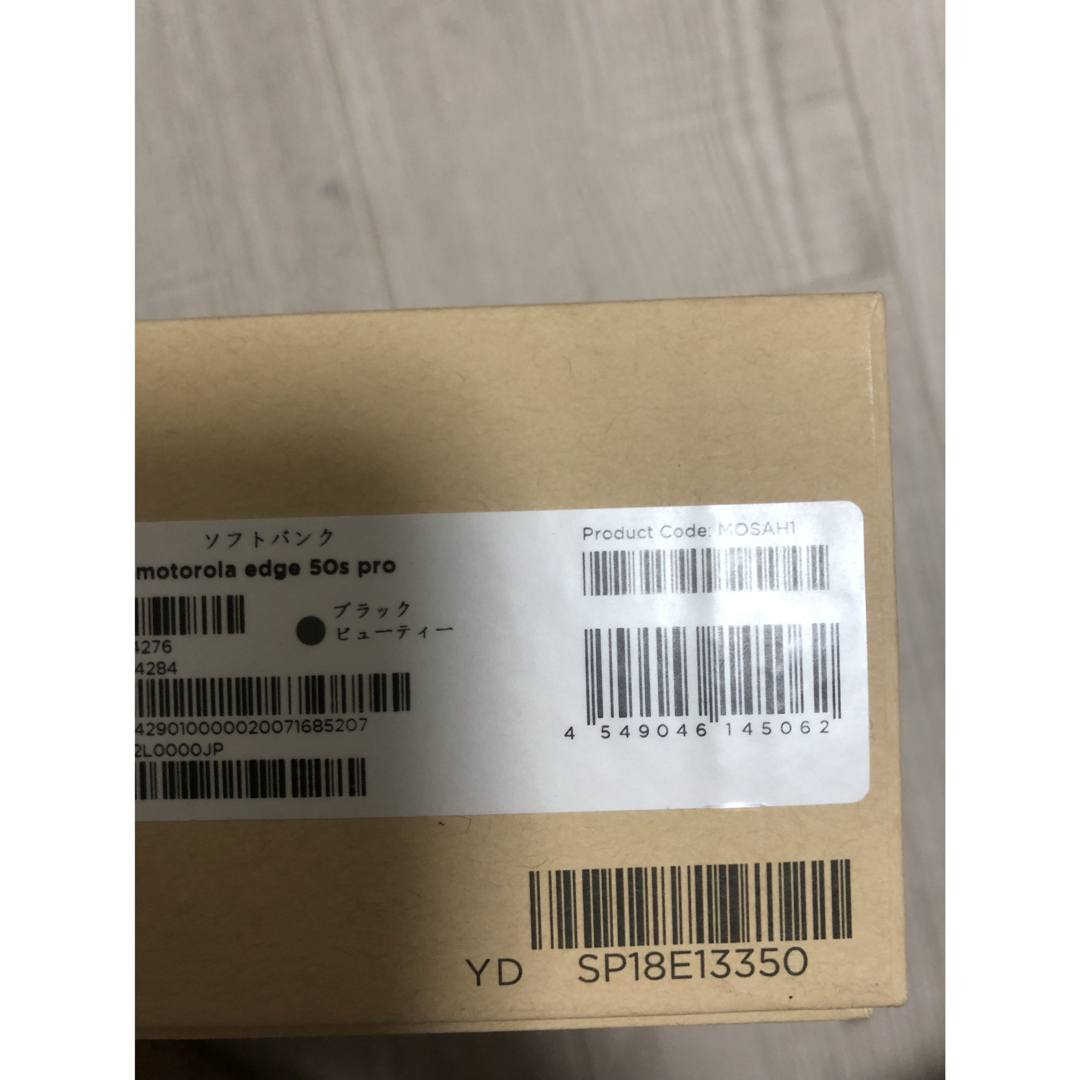 ソフトバンク
motorola edge 50s pro
ブラック
ビューティー
4276
4284
4290100000020071685207
2L0000JP
Product Code: MOSAH1
4 549046 145062
YD SP18E13350